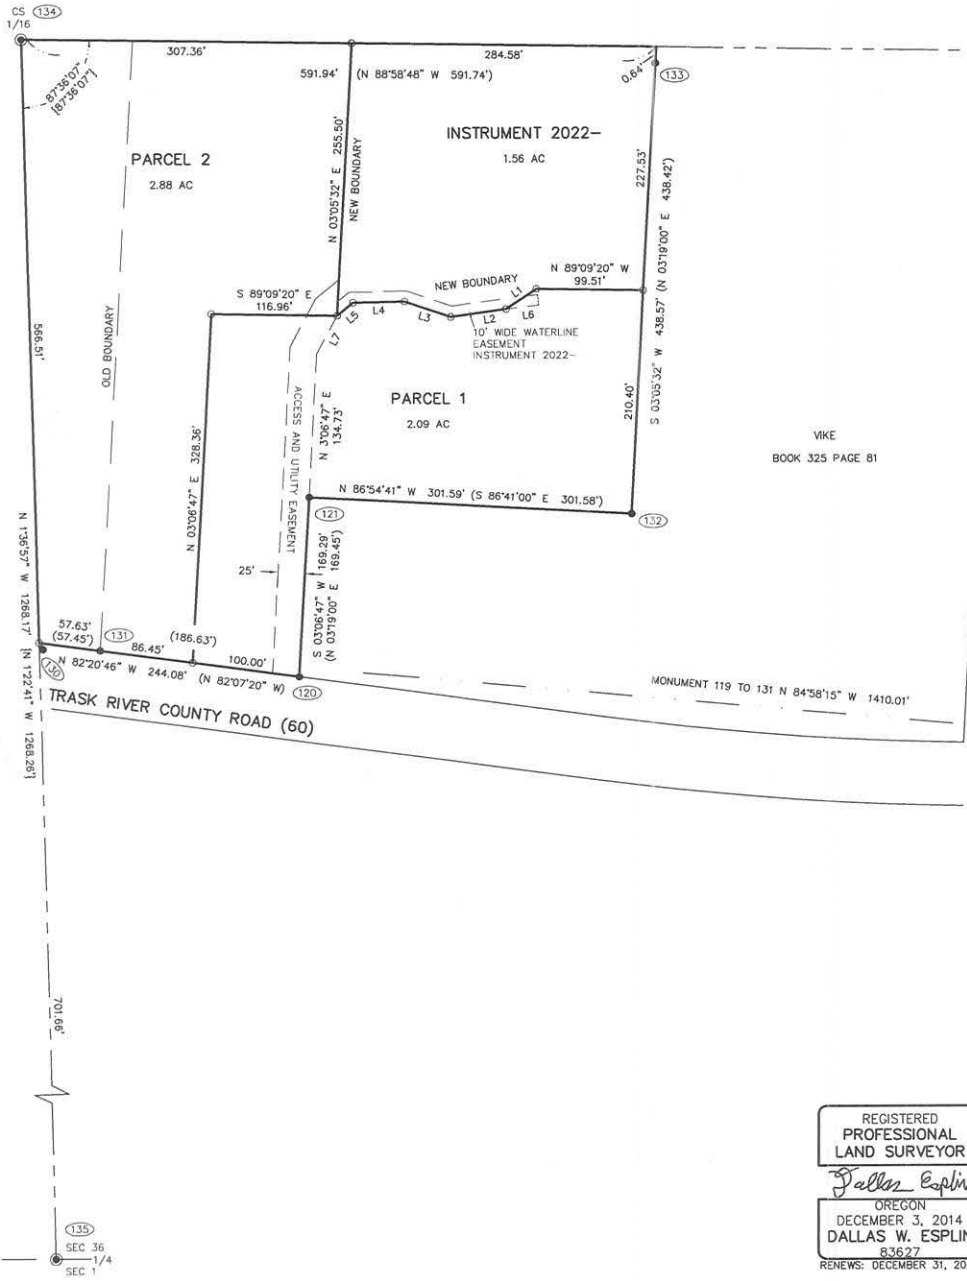 CS (134)
1/16
307.36'
284.58'
591.94' (N 88°58'48" W 591.74')
0.64'
(133)
87°36'07"
[87°36'07"]
PARCEL 2
2.88 AC
INSTRUMENT 2022-
1.56 AC
N 03°05'32" E 255.50'
NEW BOUNDARY
227.53'
S 03°05'32" W 438.57' (N 03°19'00" E 438.42')
N 89°09'20" W
99.51'
NEW BOUNDARY
S 89°09'20" E
116.96'
L1
L2
L3
L4
L5
L6
L7
10' WIDE WATERLINE
EASEMENT
INSTRUMENT 2022-
566.51'
OLD BOUNDARY
PARCEL 1
2.09 AC
210.40'
VIKE
BOOK 325 PAGE 81
N 03°06'47" E 328.36'
ACCESS AND UTILITY EASEMENT
N 3°06'47" E
134.73'
N 86°54'41" W 301.59' (S 86°41'00" E 301.58')
(121)
(132)
25'
S 03°06'47" W 169.29'
(N 03°19'00" E 169.45')
N 1°36'57" W 1268.17' [N 1°22'41" W 1268.26']
57.63'
(57.45')
(131)
86.45'
(186.63')
100.00'
(130)
N 82°20'46" W 244.08' (N 82°07'20" W)
(120)
MONUMENT 119 TO 131 N 84°58'15" W 1410.01'
TRASK RIVER COUNTY ROAD (60)
701.66'
(135)
SEC 36
1/4
SEC 1
REGISTERED
PROFESSIONAL
LAND SURVEYOR
Dallas Esplin
OREGON
DECEMBER 3, 2014
DALLAS W. ESPLIN
83627
RENEWS: DECEMBER 31, 20